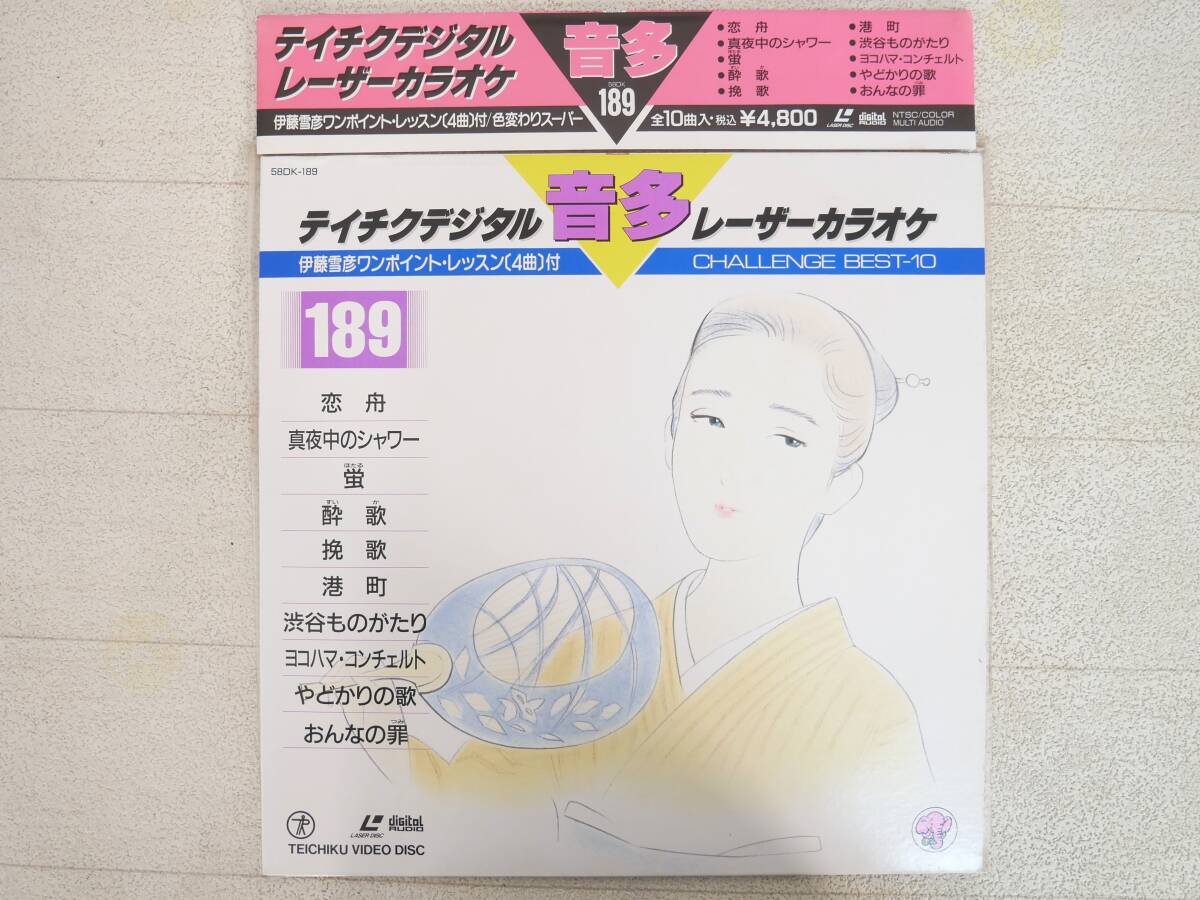 テイチクデジタル
レーザーカラオケ
音多
58DK
189
• 恋舟
• 真夜中のシャワー
ほたる
• 蛍
すい か
• 酔歌
• 挽歌
• 港町
• 渋谷ものがたり
• ヨコハマ・コンチェルト
• やどかりの歌
つみ
• おんなの罪
伊藤雪彦ワンポイント・レッスン〔4曲〕付/色変わりスーパー
全10曲入・税込 ¥4,800
LASER DISC
digital AUDIO
NTSC/COLOR
MULTI AUDIO
58DK-189
テイチクデジタル 音多 レーザーカラオケ
伊藤雪彦ワンポイント・レッスン〔4曲〕付
CHALLENGE BEST-10
189
恋舟
真夜中のシャワー
ほたる
蛍
すい か
酔歌
挽歌
港町
渋谷ものがたり
ヨコハマ・コンチェルト
やどかりの歌
つみ
おんなの罪
LASER DISC
digital AUDIO
TEICHIKU VIDEO DISC